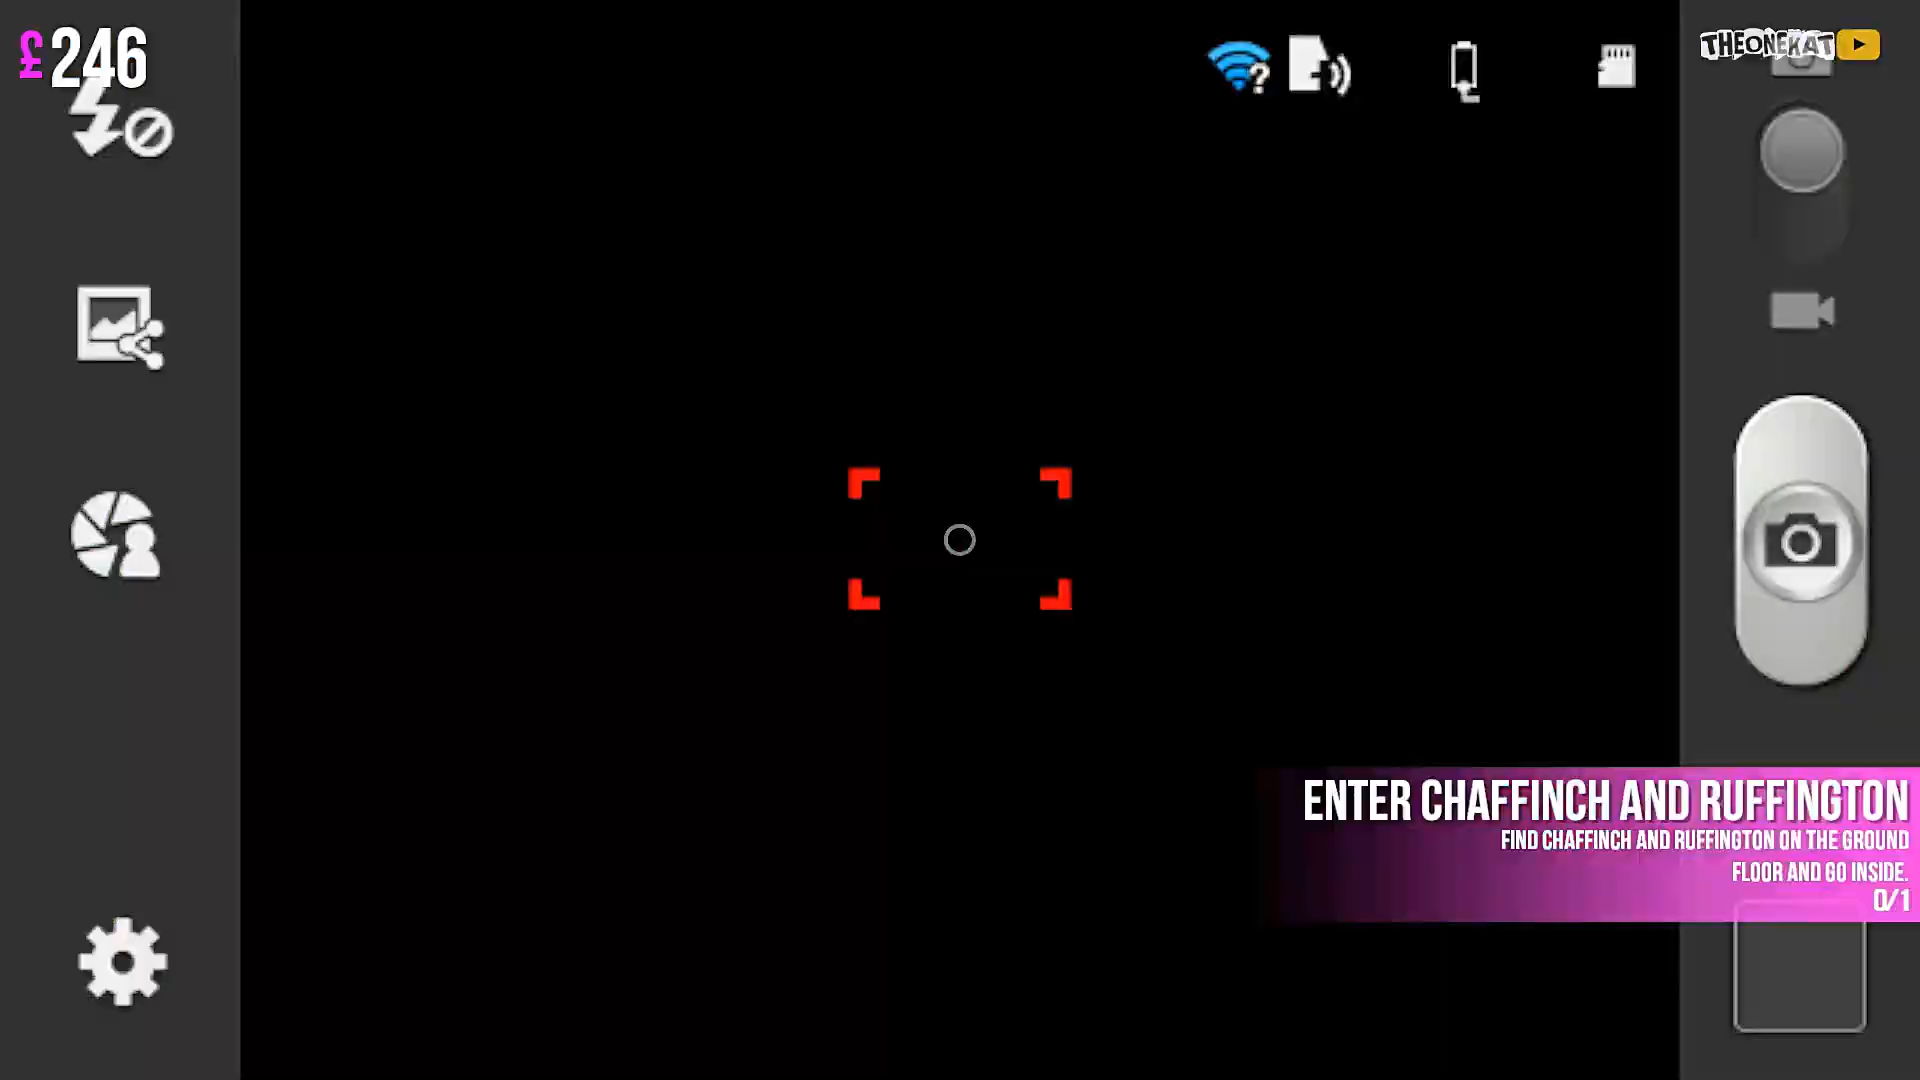 £246
THEONEKAT
ENTER CHAFFINCH AND RUFFINGTON
FIND CHAFFINCH AND RUFFINGTON ON THE GROUND
FLOOR AND GO INSIDE.
0/1